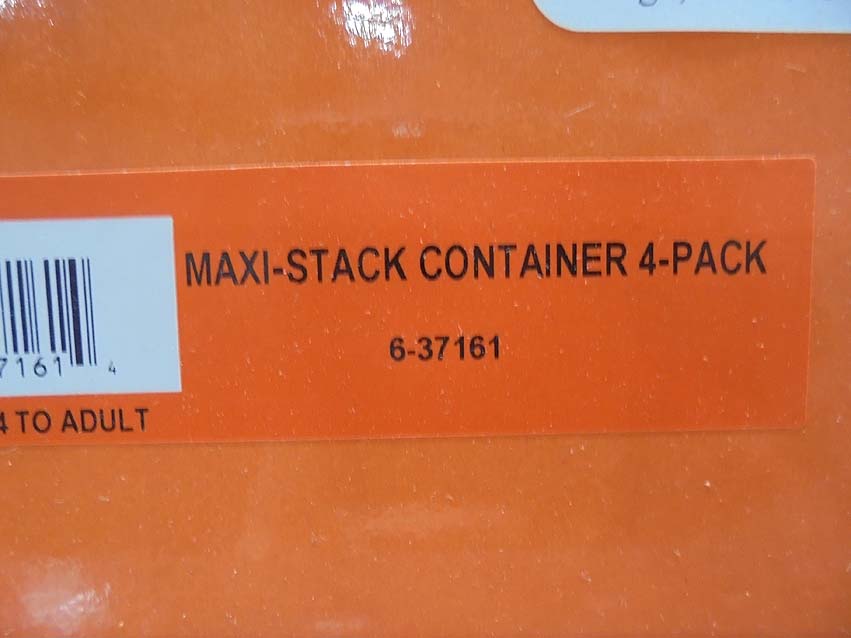 MAXI-STACK CONTAINER 4-PACK
6-37161
7161 4
4 TO ADULT